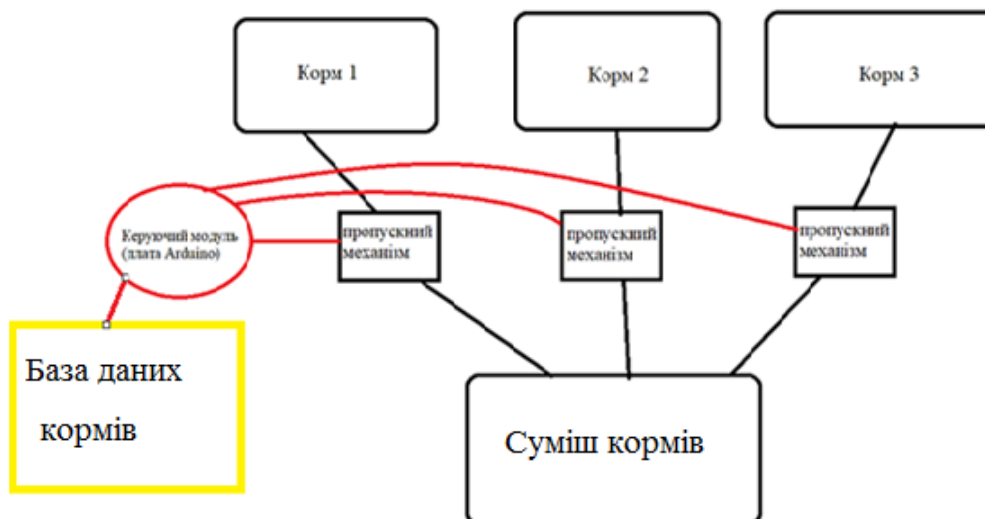 Корм 1
Корм 2
Корм 3
Керуючий модуль
(плата Arduino)
пропускний
механізм
пропускний
механізм
пропускний
механізм
База даних
кормів
Суміш кормів